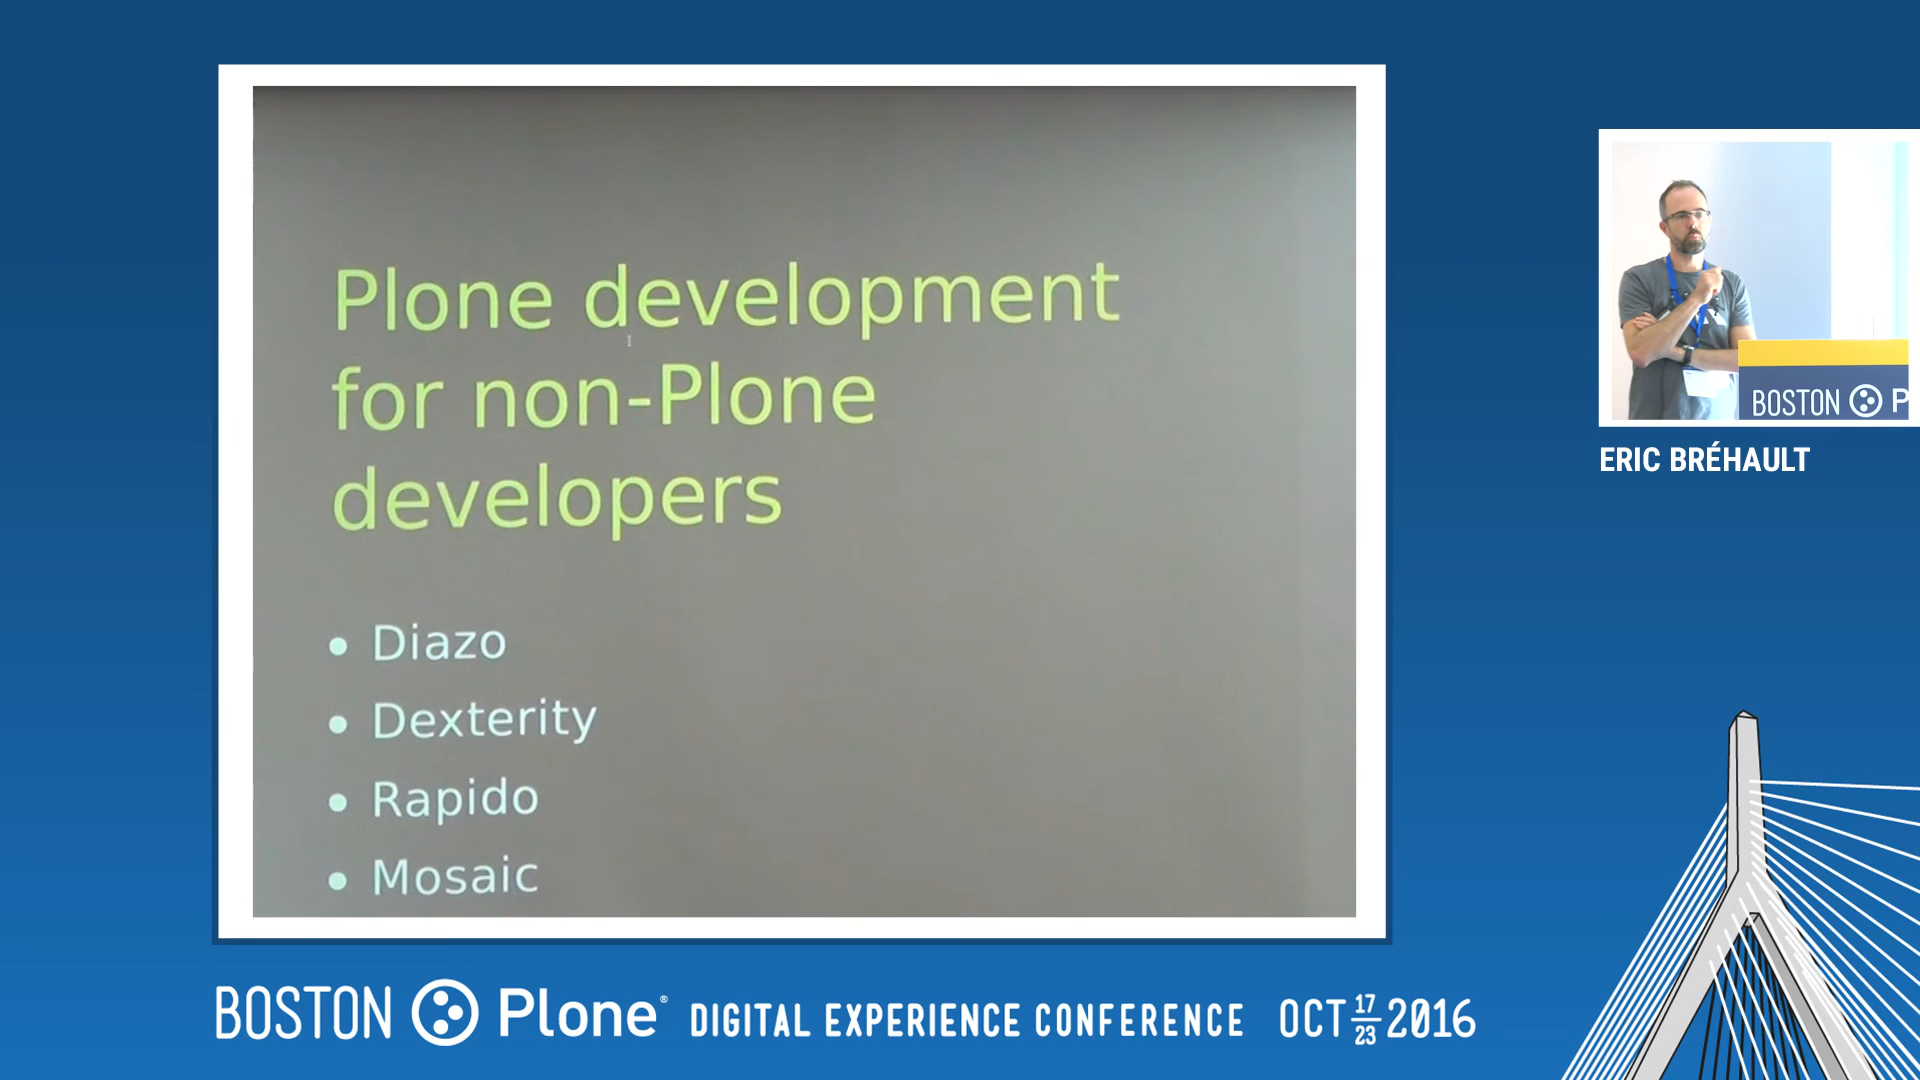 Plone development
for non-Plone
developers
• Diazo
• Dexterity
• Rapido
• Mosaic
BOSTON P
ERIC BRÉHAULT
BOSTON Plone® DIGITAL EXPERIENCE CONFERENCE OCT 17 23 2016